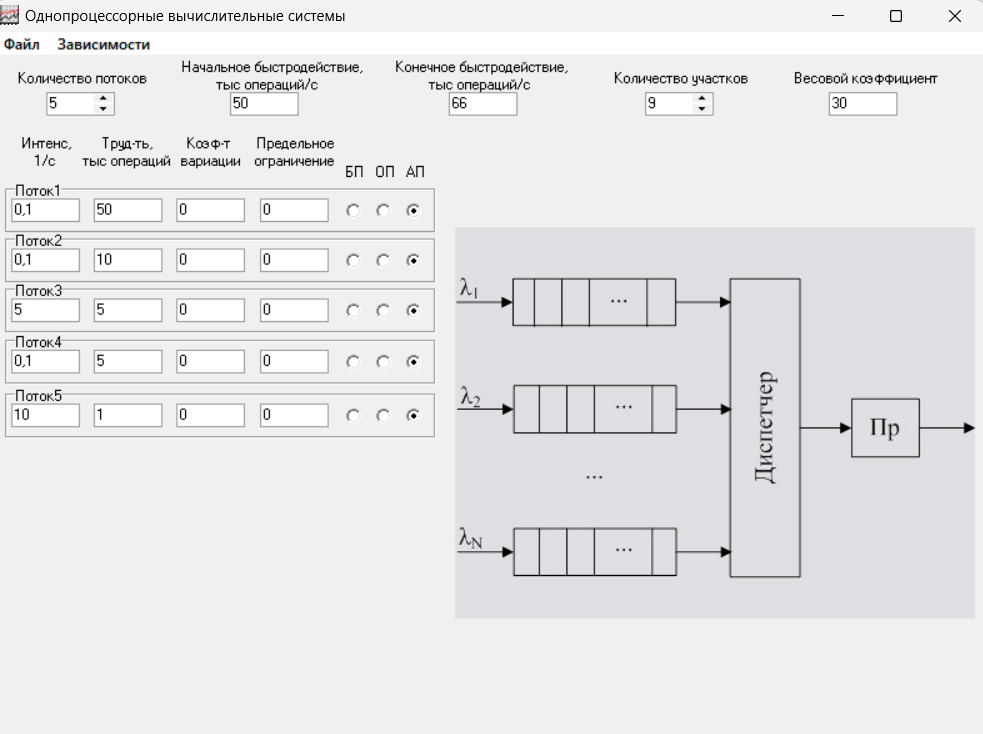 Однопроцессорные вычислительные системы
Файл Зависимости
Количество потоков
5
Начальное быстродействие,
тыс операций/с
50
Конечное быстродействие,
тыс операций/с
66
Количество участков
9
Весовой коэффициент
30
Интенс,
1/с
Труд-ть,
тыс операций
Коэф-т
вариации
Предельное
ограничение
БП ОП АП
Поток1
0,1 50 0 0
Поток2
0,1 10 0 0
Поток3
5 5 0 0
Поток4
0,1 5 0 0
Поток5
10 1 0 0
λ1
...
λ2
...
...
λN
...
Диспетчер
Пр